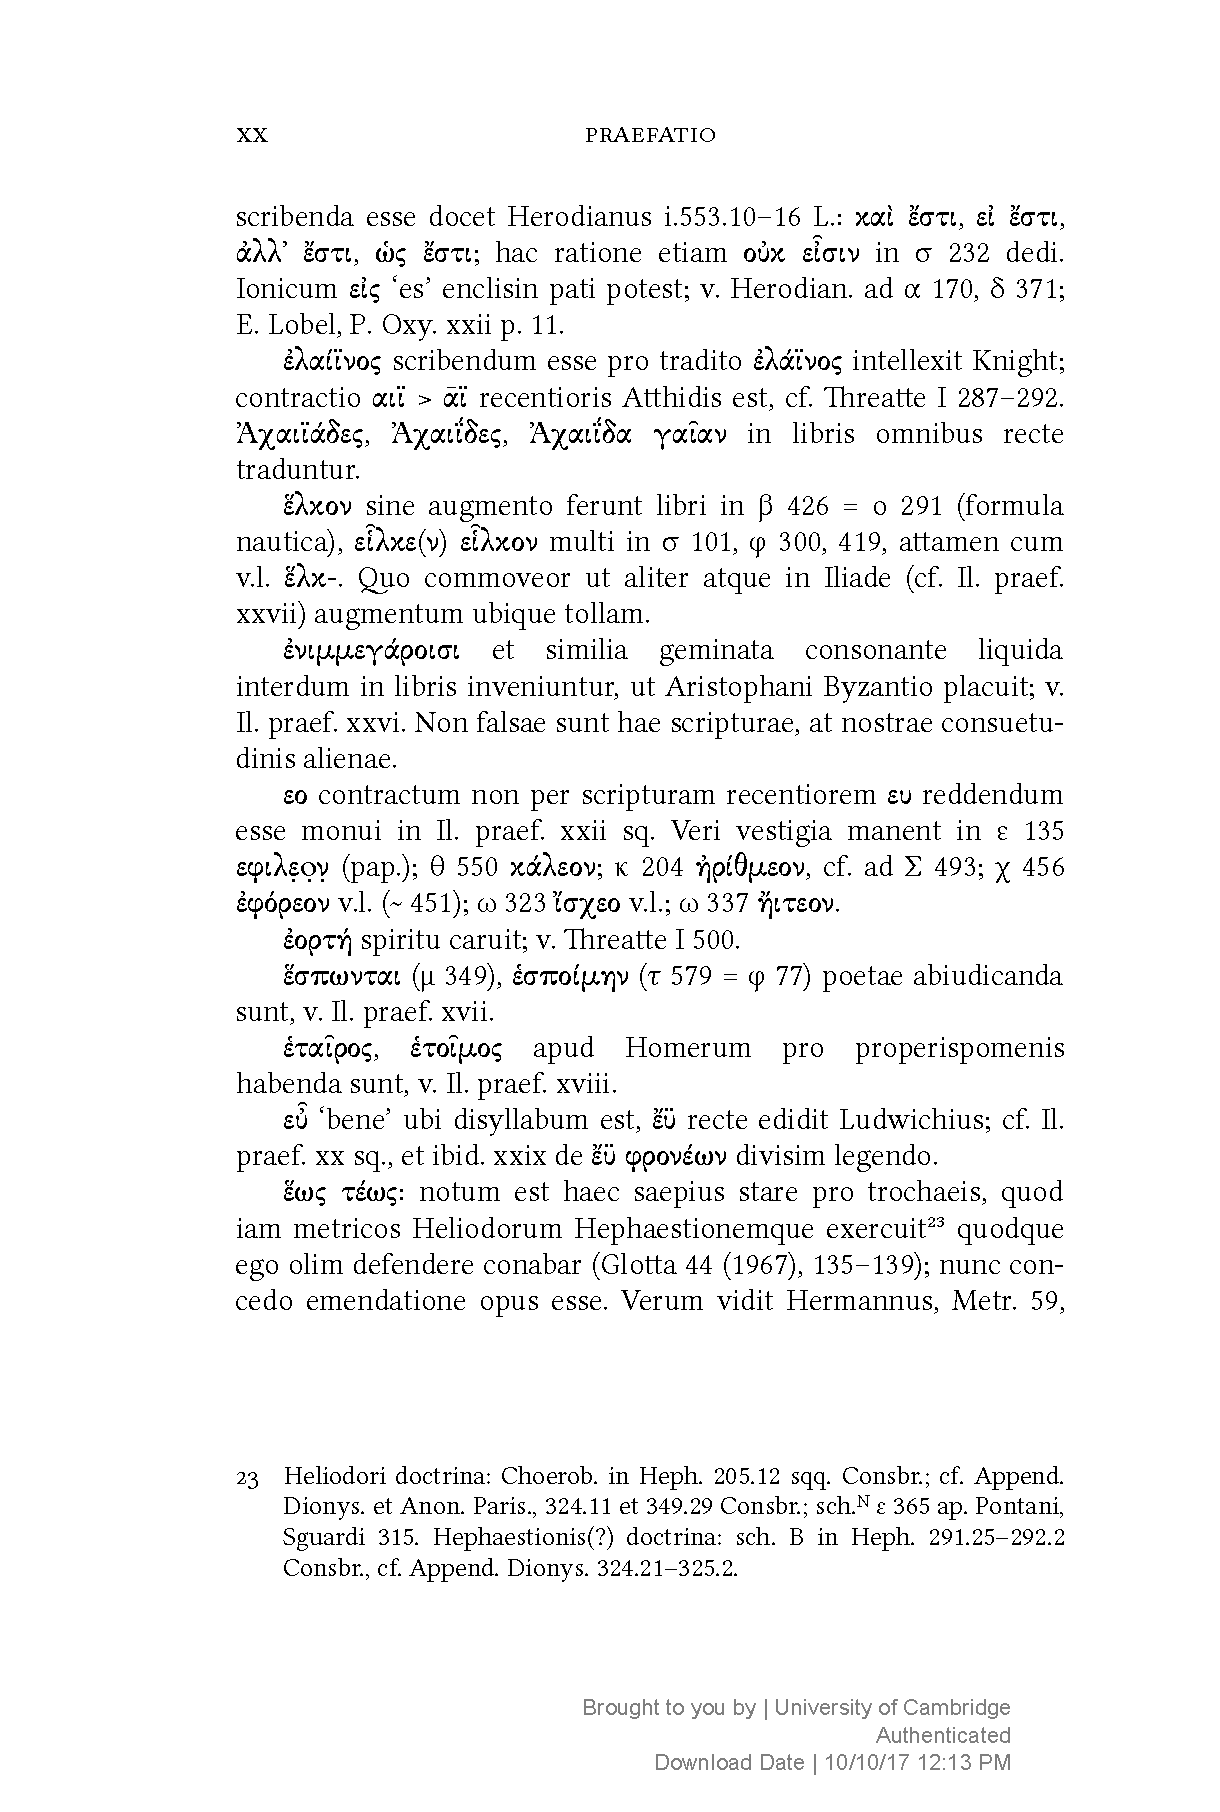 XX PRAEFATIO
scribenda esse docet Herodianus i.553.10–16 L.: καὶ ἔστι, εἰ ἔστι,
ἀλλ’ ἔστι, ὡς ἔστι; hac ratione etiam οὐκ εἶσιν in σ 232 dedi.
Ionicum εἰς ‘es’ enclisin pati potest; v. Herodian. ad α 170, δ 371;
E. Lobel, P. Oxy. xxii p. 11.
ἐλαίϊνος scribendum esse pro tradito ἐλάϊνος intellexit Knight;
contractio αιϊ > ᾱϊ recentioris Atthidis est, cf. Threatte I 287–292.
Ἀχαιϊάδες, Ἀχαιΐδες, Ἀχαιΐδα γαῖαν in libris omnibus recte
traduntur.
ἕλκον sine augmento ferunt libri in β 426 = ο 291 (formula
nautica), εἷλκε(ν) εἷλκον multi in σ 101, φ 300, 419, attamen cum
v.l. ἕλκ-. Quo commoveor ut aliter atque in Iliade (cf. Il. praef.
xxvii) augmentum ubique tollam.
ἐνιμμεγάροισι et similia geminata consonante liquida
interdum in libris inveniuntur, ut Aristophani Byzantio placuit; v.
Il. praef. xxvi. Non falsae sunt hae scripturae, at nostrae consuetu-
dinis alienae.
εο contractum non per scripturam recentiorem ευ reddendum
esse monui in Il. praef. xxii sq. Veri vestigia manent in ε 135
εφιλε̣ο̣ν̣ (pap.); θ 550 κάλεον; κ 204 ἠρίθμεον, cf. ad Σ 493; χ 456
ἐφόρεον v.l. (~ 451); ω 323 ἴσχεο v.l.; ω 337 ἤιτεον.
ἐορτή spiritu caruit; v. Threatte I 500.
ἕσπωνται (μ 349), ἑσποίμην (τ 579 = φ 77) poetae abiudicanda
sunt, v. Il. praef. xvii.
ἑταῖρος, ἑτοῖμος apud Homerum pro properispomenis
habenda sunt, v. Il. praef. xviii.
εὖ ‘bene’ ubi disyllabum est, ἔϋ recte edidit Ludwichius; cf. Il.
praef. xx sq., et ibid. xxix de ἔϋ φρονέων divisim legendo.
ἕως τέως: notum est haec saepius stare pro trochaeis, quod
iam metricos Heliodorum Hephaestionemque exercuit²³ quodque
ego olim defendere conabar (Glotta 44 (1967), 135–139); nunc con-
cedo emendatione opus esse. Verum vidit Hermannus, Metr. 59,
23 Heliodori doctrina: Choerob. in Heph. 205.12 sqq. Consbr.; cf. Append.
Dionys. et Anon. Paris., 324.11 et 349.29 Consbr.; sch.ᴺ ε 365 ap. Pontani,
Sguardi 315. Hephaestionis(?) doctrina: sch. B in Heph. 291.25–292.2
Consbr., cf. Append. Dionys. 324.21–325.2.
Brought to you by | University of Cambridge
Authenticated
Download Date | 10/10/17 12:13 PM